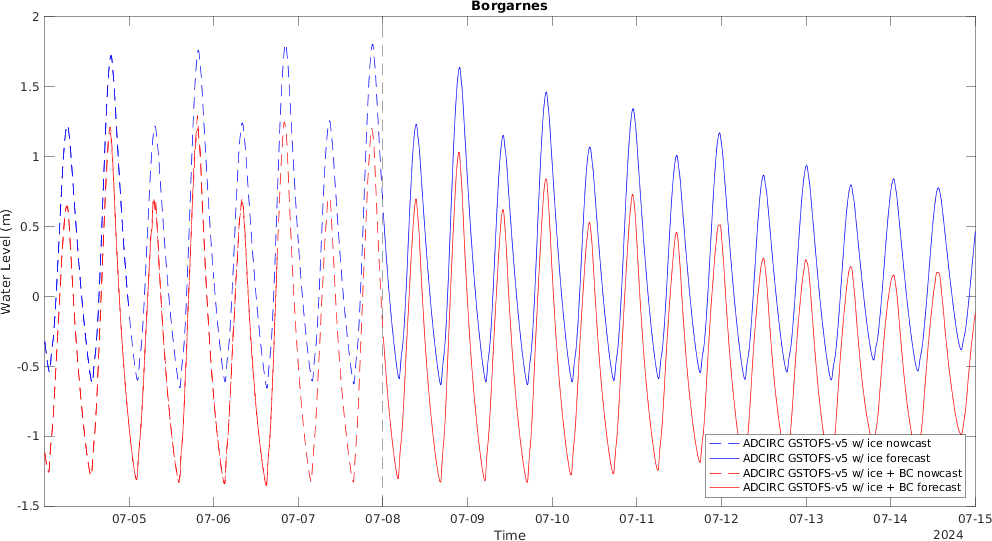 Borgarnes
2
1.5
1
0.5
0
-0.5
-1
-1.5
Water Level (m)
ADCIRC GSTOFS-v5 w/ ice nowcast
ADCIRC GSTOFS-v5 w/ ice forecast
ADCIRC GSTOFS-v5 w/ ice + BC nowcast
ADCIRC GSTOFS-v5 w/ ice + BC forecast
07-05 07-06 07-07 07-08 07-09 07-10 07-11 07-12 07-13 07-14 07-15
Time 2024